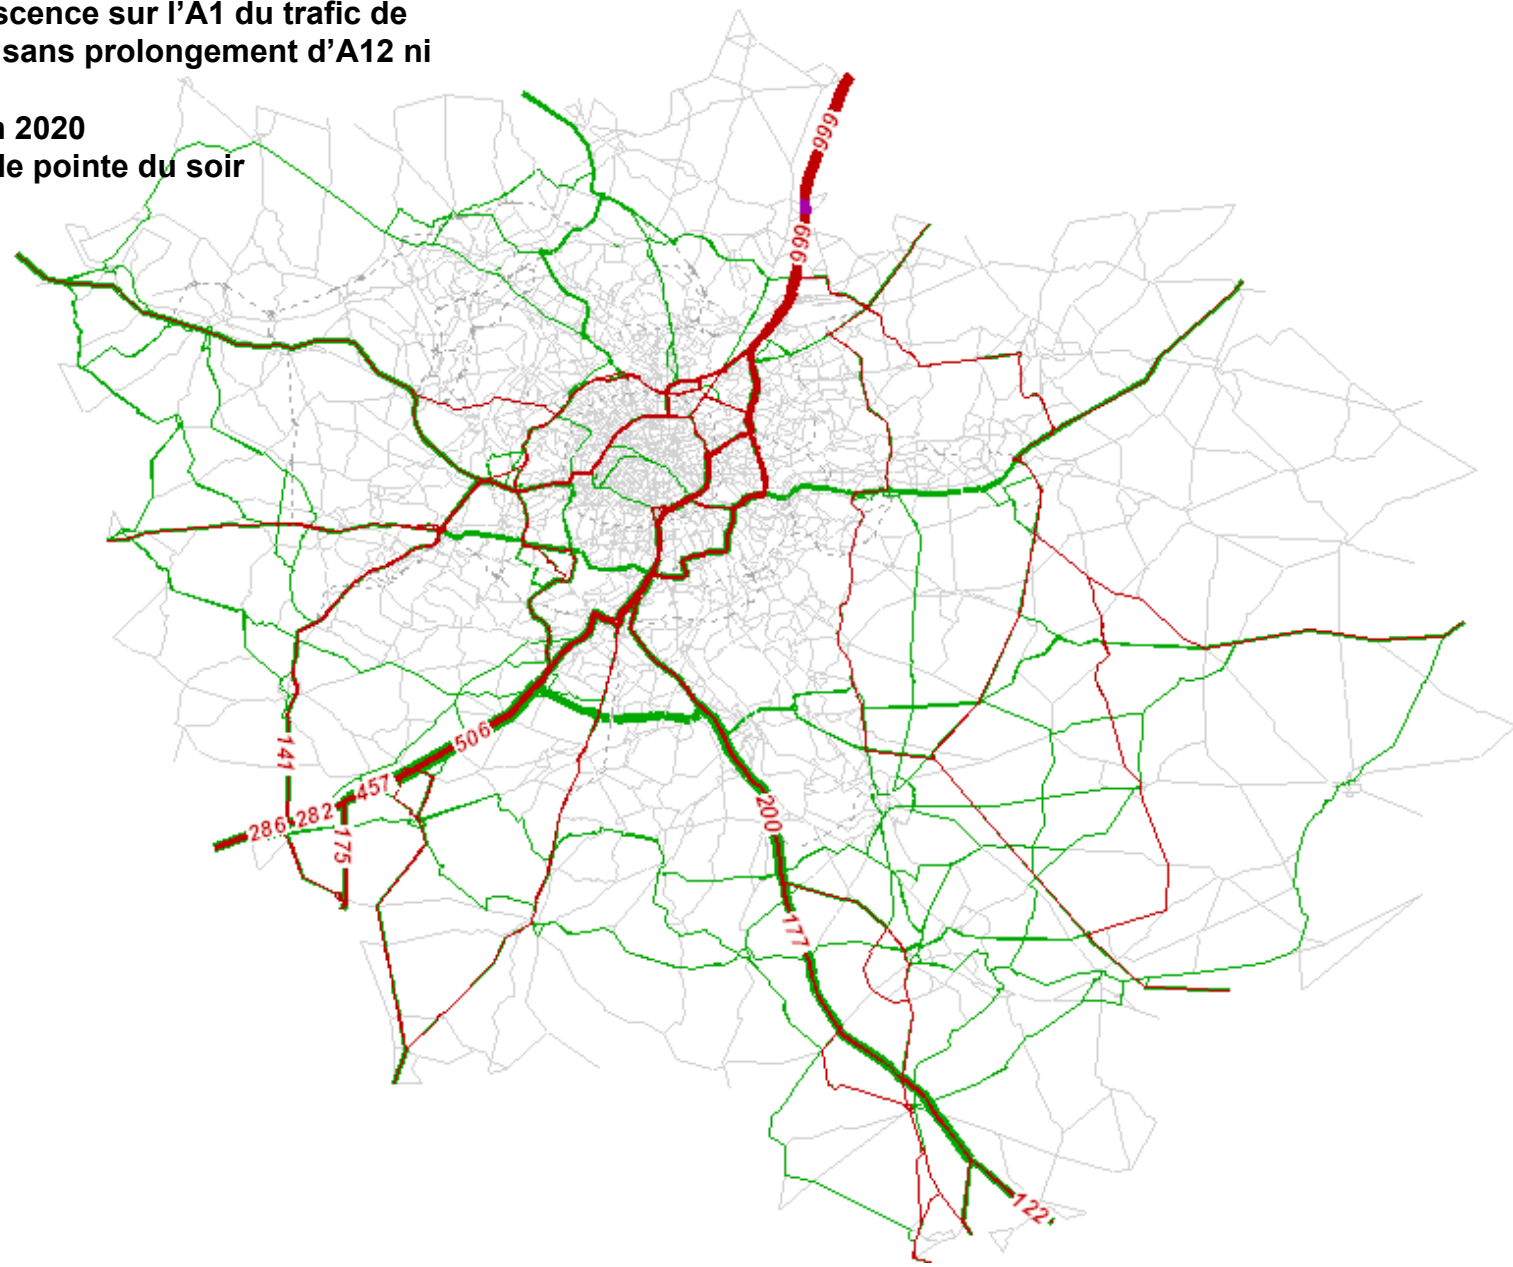 scence sur l’A1 du trafic de
sans prolongement d’A12 ni
n 2020
de pointe du soir
999
999
506
457
282
286
141
175
200
177
122